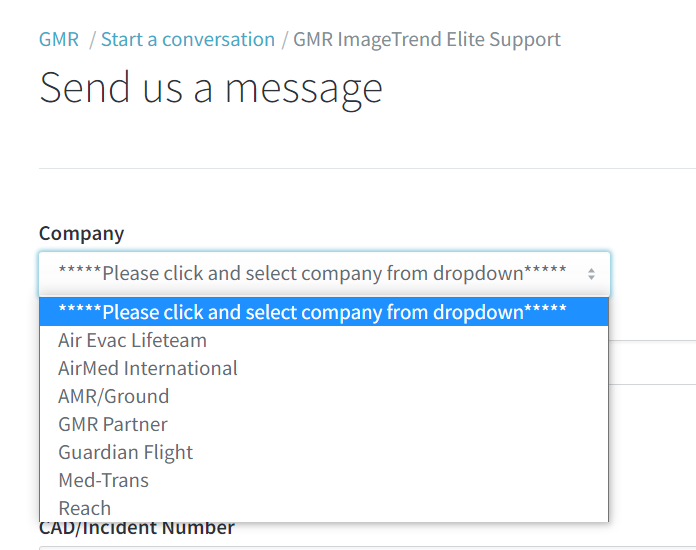 GMR / Start a conversation / GMR ImageTrend Elite Support
Send us a message
Company
*****Please click and select company from dropdown*****
*****Please click and select company from dropdown*****
Air Evac Lifeteam
AirMed International
AMR/Ground
GMR Partner
Guardian Flight
Med-Trans
Reach
CAD/Incident Number